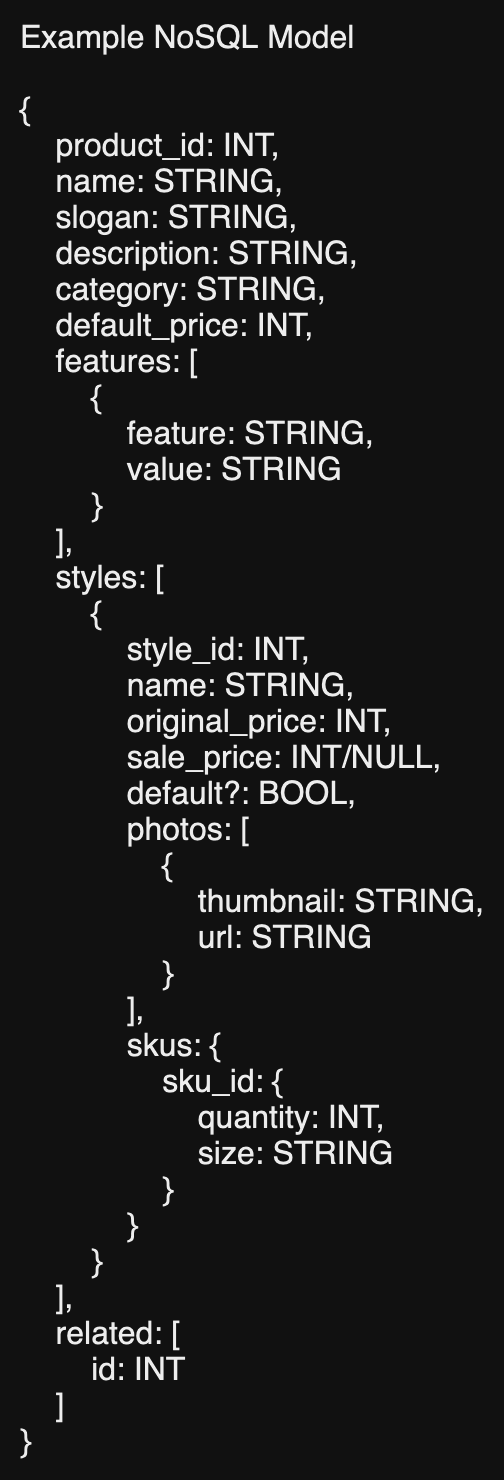 Example NoSQL Model
{
product_id: INT,
name: STRING,
slogan: STRING,
description: STRING,
category: STRING,
default_price: INT,
features: [
{
feature: STRING,
value: STRING
}
],
styles: [
{
style_id: INT,
name: STRING,
original_price: INT,
sale_price: INT/NULL,
default?: BOOL,
photos: [
{
thumbnail: STRING,
url: STRING
}
],
skus: {
sku_id: {
quantity: INT,
size: STRING
}
}
}
],
related: [
id: INT
]
}